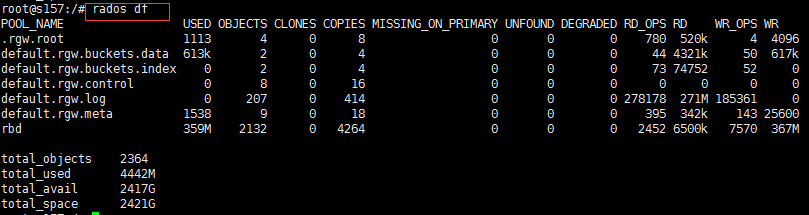 root@s157:/# rados df
POOL_NAME USED OBJECTS CLONES COPIES MISSING_ON_PRIMARY UNFOUND DEGRADED RD_OPS RD WR_OPS WR
.rgw.root 1113 4 0 8 0 0 0 780 520k 4 4096
default.rgw.buckets.data 613k 2 0 4 0 0 0 44 4321k 50 617k
default.rgw.buckets.index 0 2 0 4 0 0 0 73 74752 52 0
default.rgw.control 0 8 0 16 0 0 0 0 0 0 0
default.rgw.log 0 207 0 414 0 0 0 278178 271M 185361 0
default.rgw.meta 1538 9 0 18 0 0 0 395 342k 143 25600
rbd 359M 2132 0 4264 0 0 0 2452 6500k 7570 367M
total_objects 2364
total_used 4442M
total_avail 2417G
total_space 2421G